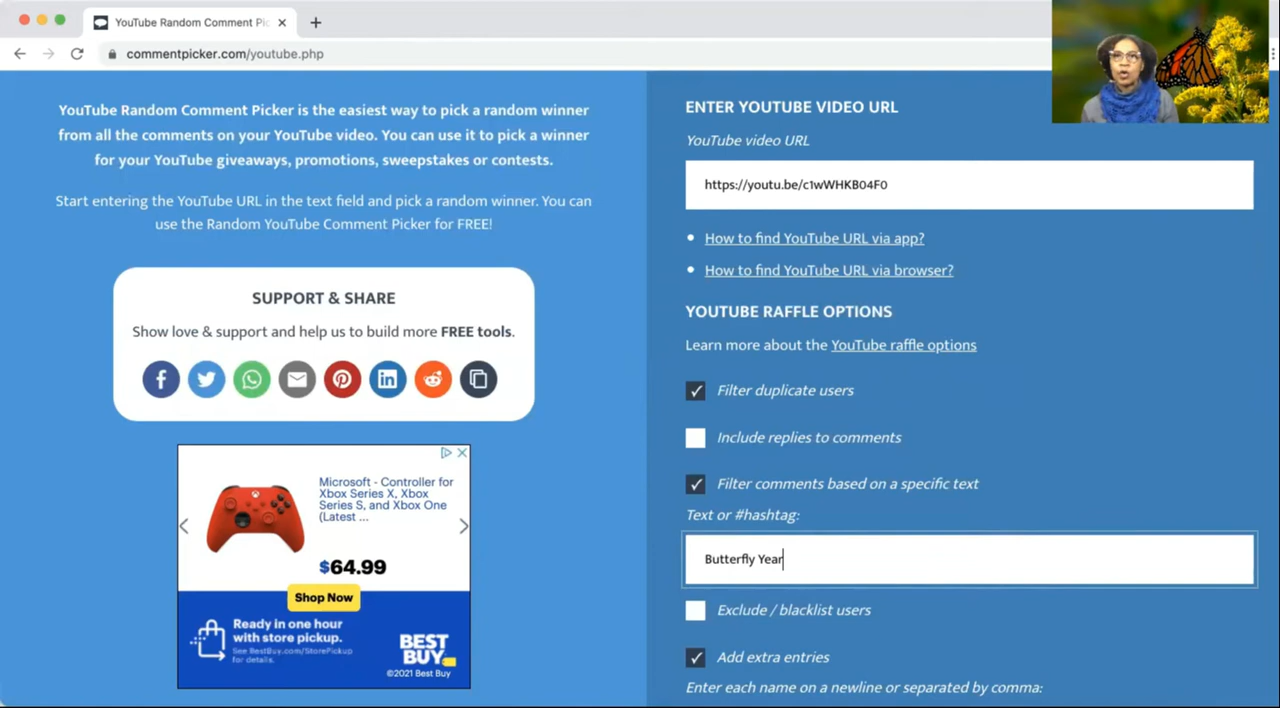 YouTube Random Comment Pic
commentpicker.com/youtube.php
YouTube Random Comment Picker is the easiest way to pick a random winner
from all the comments on your YouTube video. You can use it to pick a winner
for your YouTube giveaways, promotions, sweepstakes or contests.
Start entering the YouTube URL in the text field and pick a random winner. You can
use the Random YouTube Comment Picker for FREE!
SUPPORT & SHARE
Show love & support and help us to build more FREE tools.
Microsoft - Controller for
Xbox Series X, Xbox
Series S, and Xbox One
(Latest ...
$64.99
Shop Now
Ready in one hour
with store pickup.
See BestBuy.com/StorePickup
for details.
BEST
BUY
©2021 Best Buy
ENTER YOUTUBE VIDEO URL
YouTube video URL
https://youtu.be/c1wWHKB04F0
How to find YouTube URL via app?
How to find YouTube URL via browser?
YOUTUBE RAFFLE OPTIONS
Learn more about the YouTube raffle options
Filter duplicate users
Include replies to comments
Filter comments based on a specific text
Text or #hashtag:
Butterfly Year
Exclude / blacklist users
Add extra entries
Enter each name on a newline or separated by comma: